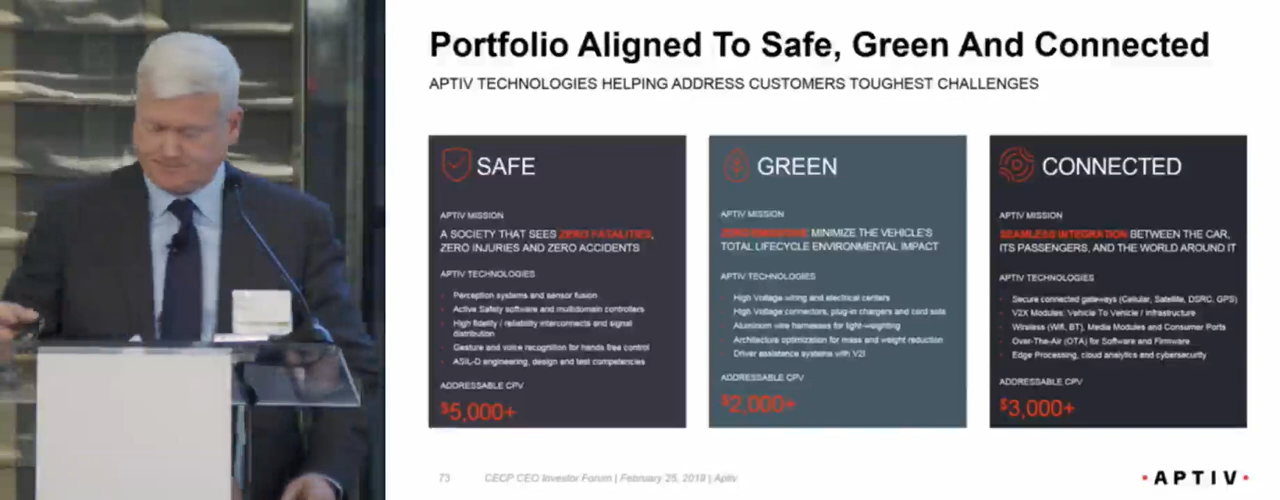 Portfolio Aligned To Safe, Green And Connected
APTIV TECHNOLOGIES HELPING ADDRESS CUSTOMERS TOUGHEST CHALLENGES
SAFE
APTIV MISSION
A SOCIETY THAT SEES ZERO FATALITIES,
ZERO INJURIES AND ZERO ACCIDENTS
APTIV TECHNOLOGIES
Perception systems and sensor fusion
Active Safety software and multidomain controllers
High fidelity / reliability interconnects and signal
distribution
Gesture and voice recognition for hands free control
ASIL-D engineering, design and test competencies
ADDRESSABLE CPV
$5,000+
GREEN
APTIV MISSION
ZERO EMISSIONS MINIMIZE THE VEHICLE'S
TOTAL LIFECYCLE ENVIRONMENTAL IMPACT
APTIV TECHNOLOGIES
High Voltage wiring and electrical centers
High Voltage connectors, plug-in chargers and cord sets
Aluminum wire harnesses for light-weighting
Architecture optimization for mass and weight reduction
Driver assistance systems with V2I
ADDRESSABLE CPV
$2,000+
CONNECTED
APTIV MISSION
SEAMLESS INTEGRATION BETWEEN THE CAR,
ITS PASSENGERS, AND THE WORLD AROUND IT
APTIV TECHNOLOGIES
Secure connected gateways (Cellular, Satellite, DSRC, GPS)
V2X Modules: Vehicle To Vehicle / Infrastructure
Wireless (Wifi, BT), Media Modules and Consumer Ports
Over-The-Air (OTA) for Software and Firmware
Edge Processing, cloud analytics and cybersecurity
ADDRESSABLE CPV
$3,000+
73 CECP CEO Investor Forum | February 25, 2019 | Aptiv
• APTIV •